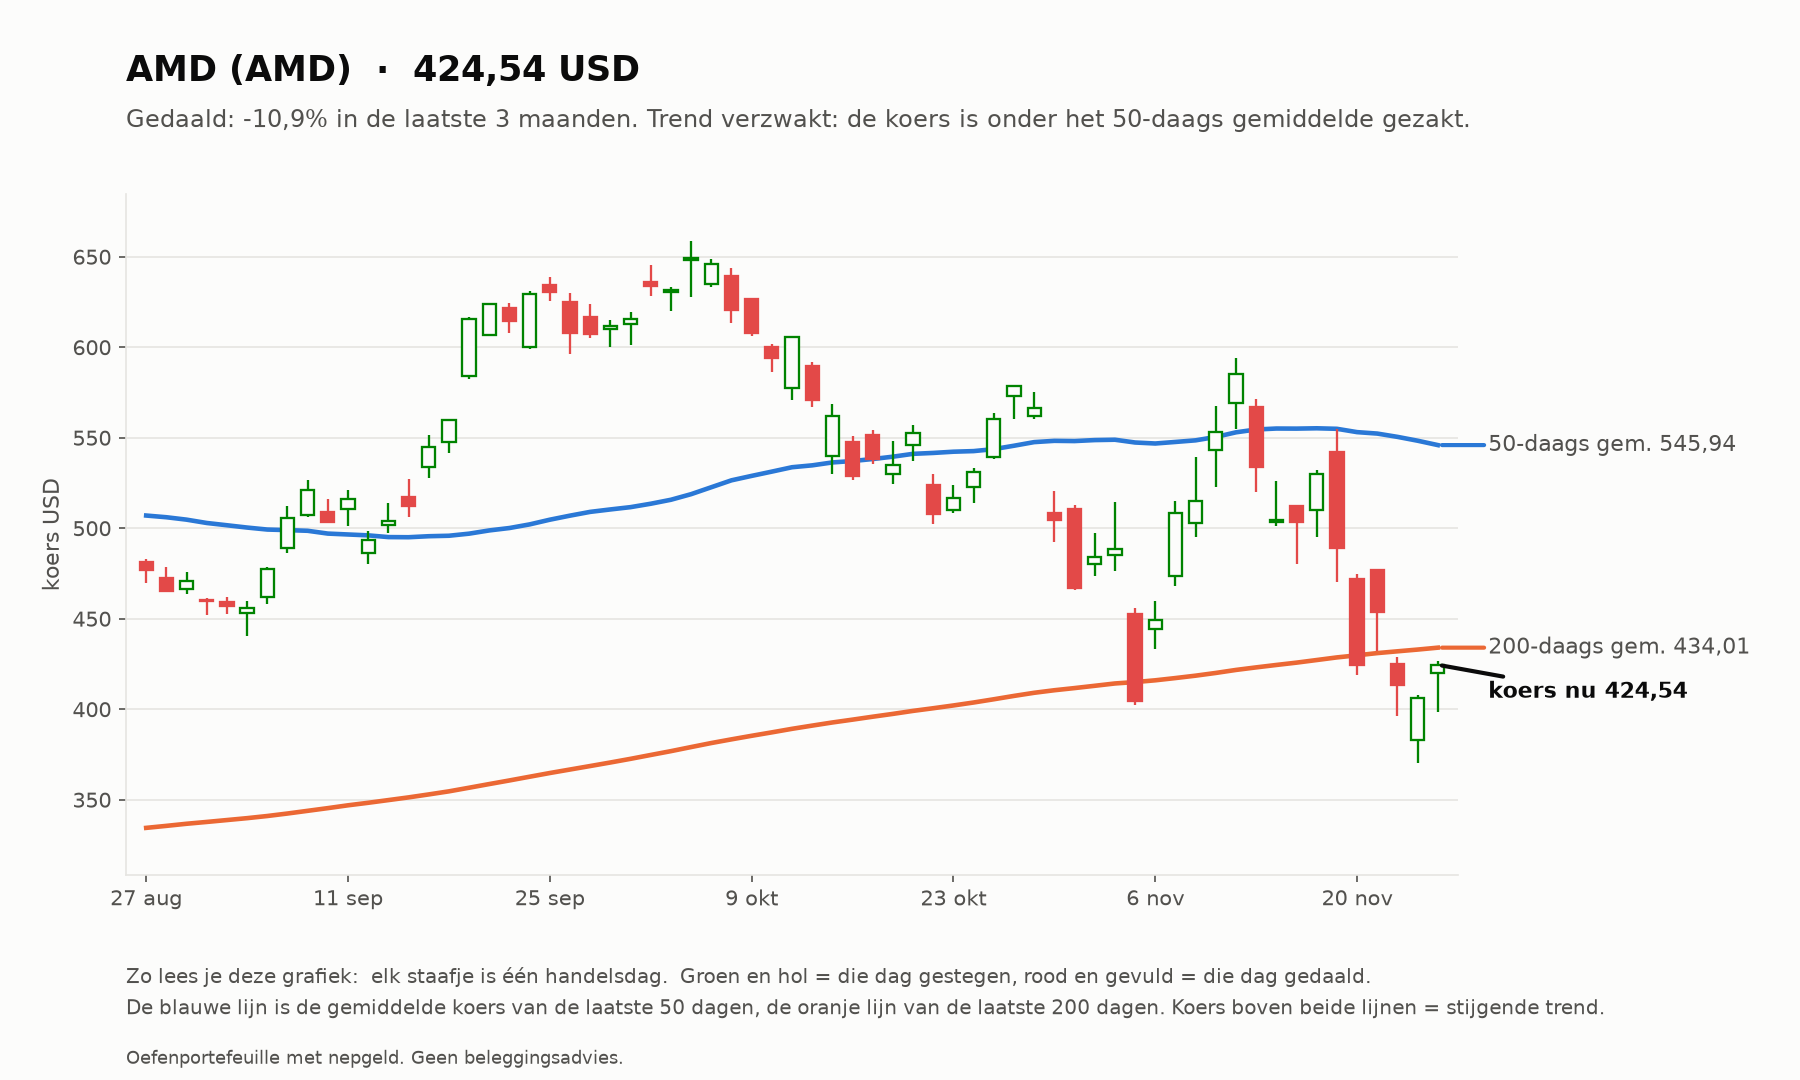 AMD (AMD) · 424,54 USD
Gedaald: -10,9% in de laatste 3 maanden. Trend verzwakt: de koers is onder het 50-daags gemiddelde gezakt.
koers USD
650
600
550
500
450
400
350
50-daags gem. 545,94
200-daags gem. 434,01
koers nu 424,54
27 aug
11 sep
25 sep
9 okt
23 okt
6 nov
20 nov
Zo lees je deze grafiek:  elk staafje is één handelsdag.  Groen en hol = die dag gestegen, rood en gevuld = die dag gedaald.
De blauwe lijn is de gemiddelde koers van de laatste 50 dagen, de oranje lijn van de laatste 200 dagen. Koers boven beide lijnen = stijgende trend.
Oefenportefeuille met nepgeld. Geen beleggingsadvies.